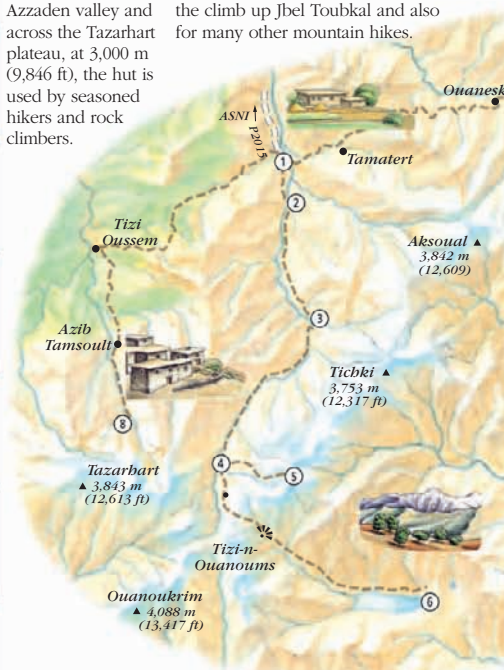 Azzaden valley and
across the Tazarhart
plateau, at 3,000 m
(9,846 ft), the hut is
used by seasoned
hikers and rock
climbers.
the climb up Jbel Toubkal and also
for many other mountain hikes.
Ouanesk
ASNI
P2015
1
Tamatert
2
Tizi
Oussem
Aksoual
3,842 m
(12,609)
3
Azib
Tamsoult
Tichki
3,753 m
(12,317 ft)
8
4
5
Tazarhart
3,843 m
(12,613 ft)
Tizi-n-
Ouanoums
Ouanoukrim
4,088 m
(13,417 ft)
6